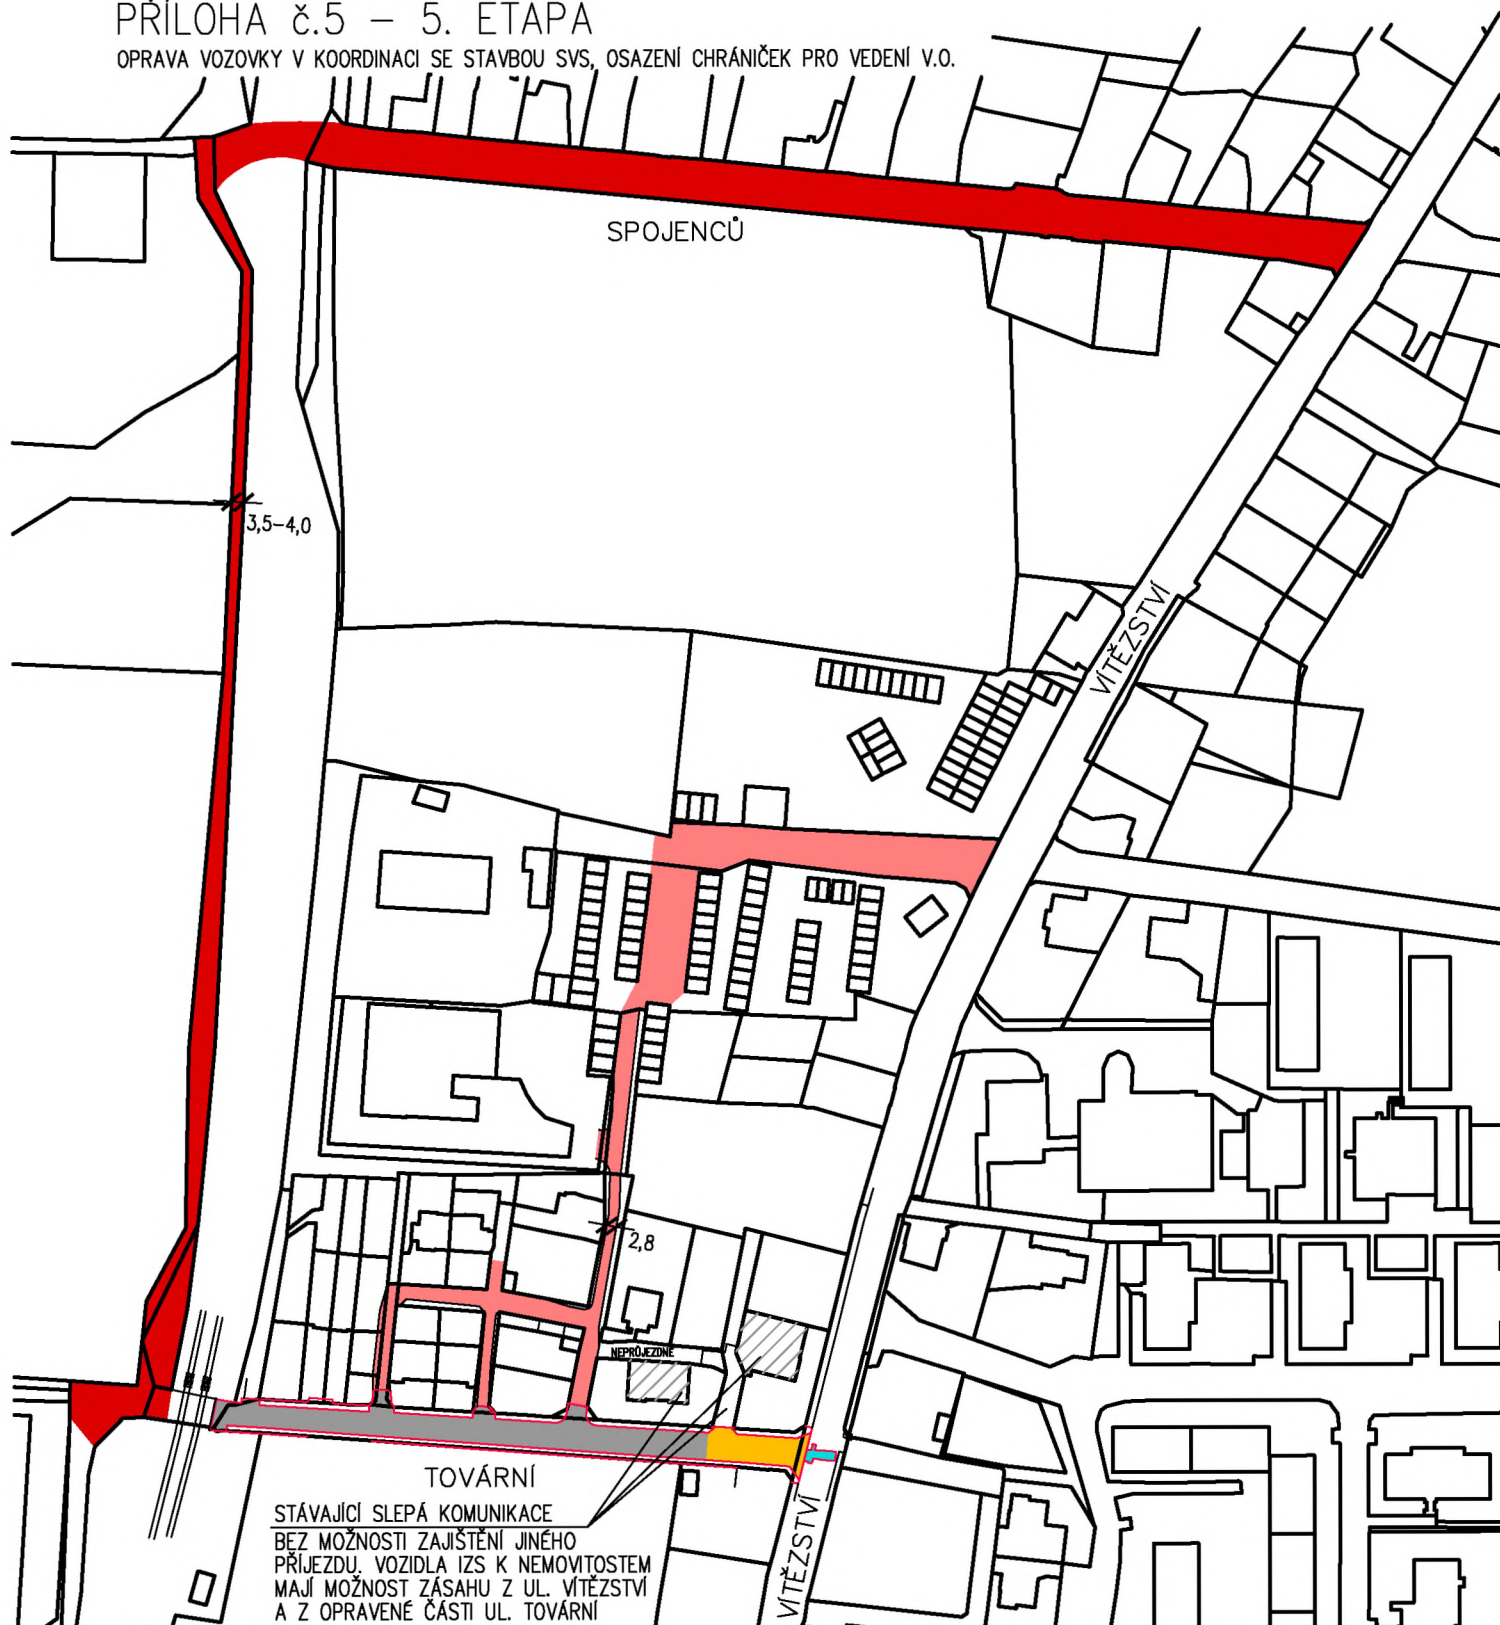 PŘÍLOHA č.5 – 5. ETAPA
OPRAVA VOZOVKY V KOORDINACI SE STAVBOU SVS, OSAZENÍ CHRÁNIČEK PRO VEDENÍ V.O.
SPOJENCŮ
3,5–4,0
VÍTĚZSTVÍ
2,8
NEPRŮJEZDNÉ
TOVÁRNÍ
STÁVAJÍCÍ SLEPÁ KOMUNIKACE
BEZ MOŽNOSTI ZAJIŠTĚNÍ JINÉHO
PŘÍJEZDU. VOZIDLA IZS K NEMOVITOSTEM
MAJÍ MOŽNOST ZÁSAHU Z UL. VÍTĚZSTVÍ
A Z OPRAVENÉ ČÁSTI UL. TOVÁRNÍ
VÍTĚZSTVÍ